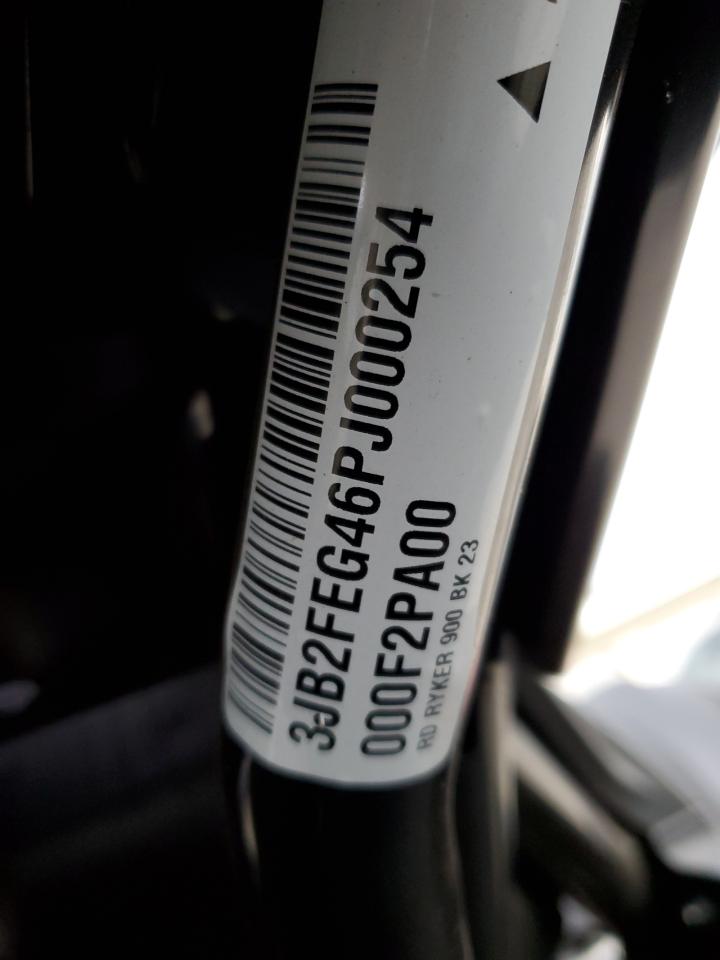 3JB2FEG46PJ000254
000F2PA00
RD RYKER 900 BK 23